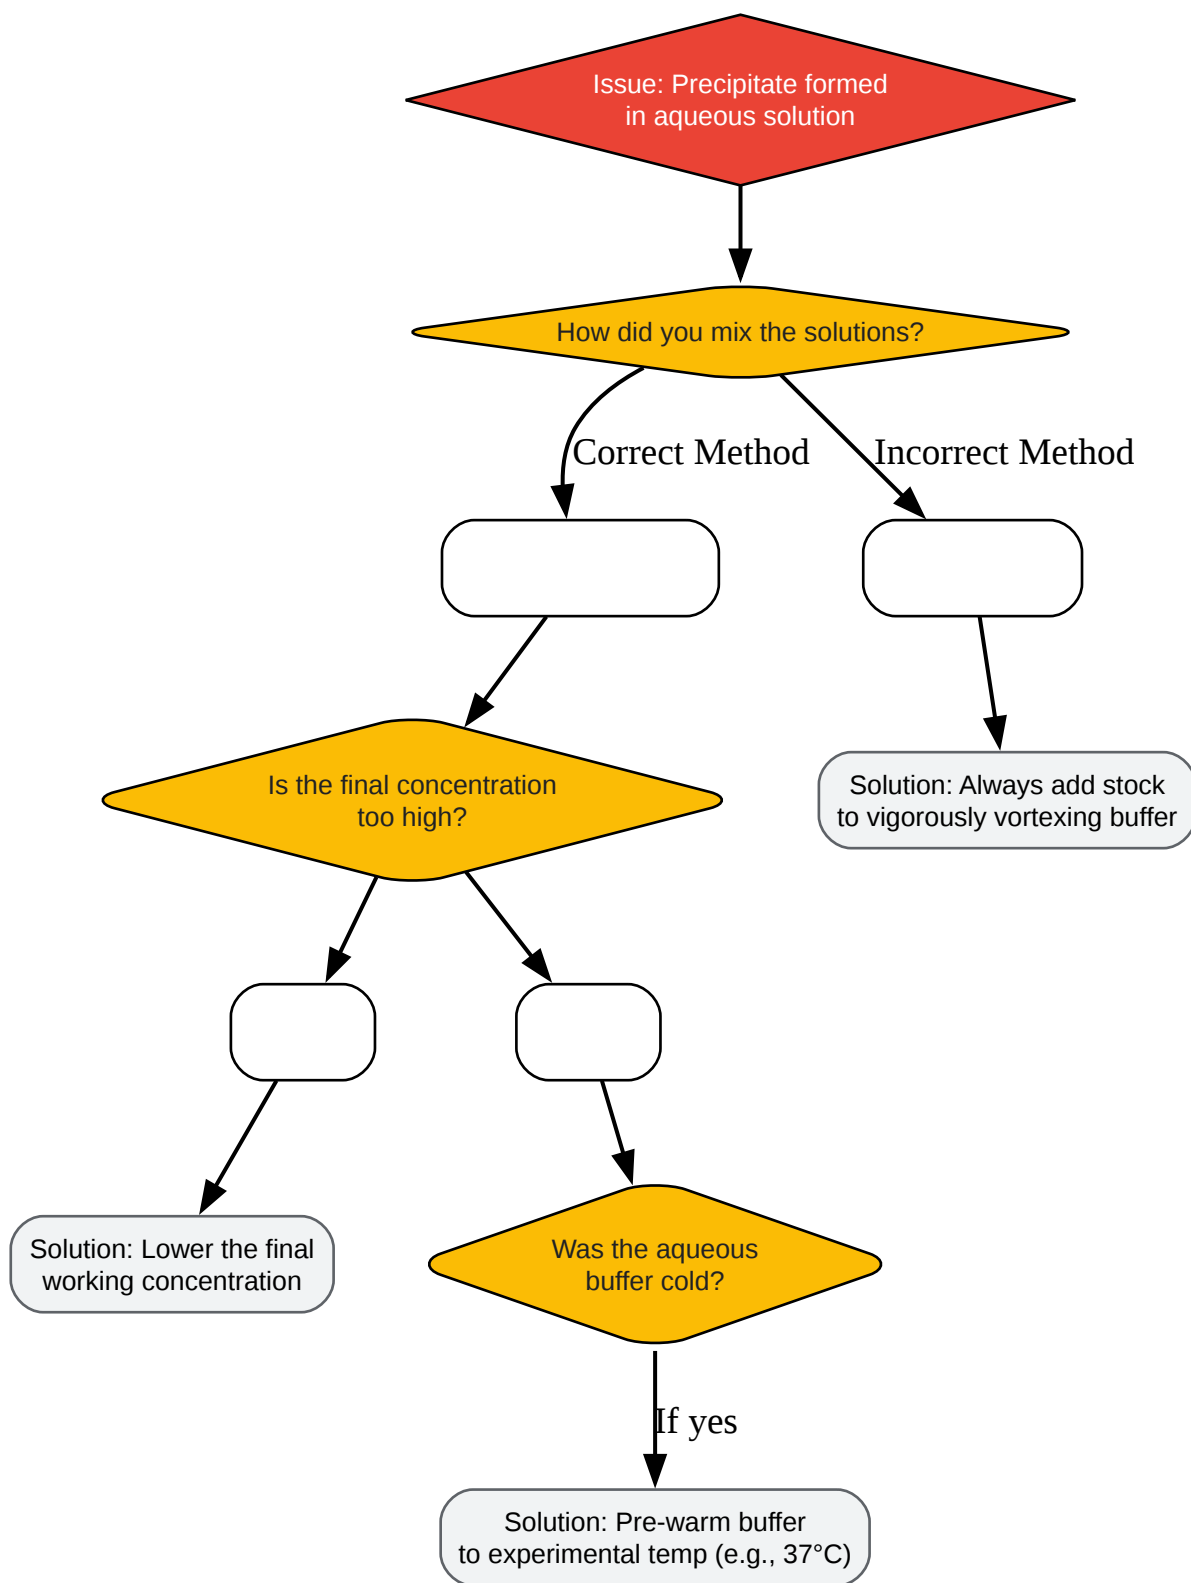 Issue: Precipitate formed
in aqueous solution
How did you mix the solutions?
Correct Method
Incorrect Method
Is the final concentration
too high?
Solution: Always add stock
to vigorously vortexing buffer
Solution: Lower the final
working concentration
Was the aqueous
buffer cold?
If yes
Solution: Pre-warm buffer
to experimental temp (e.g., 37°C)